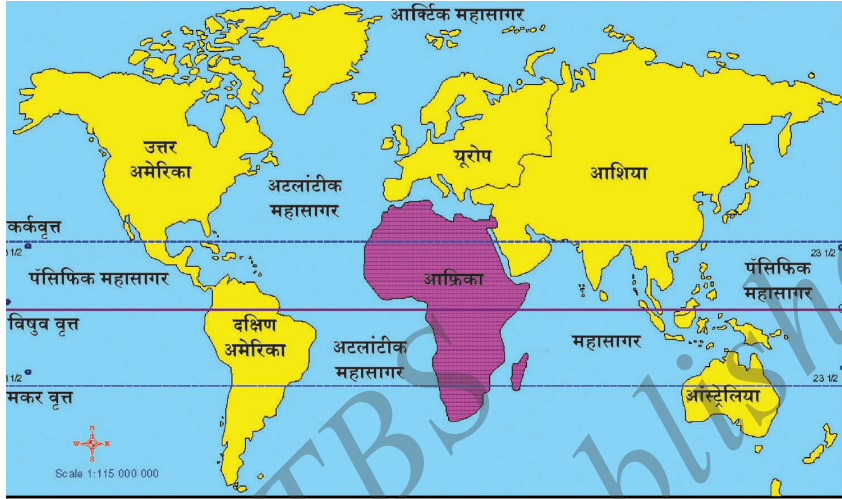 आर्क्टिक महासागर
उत्तर
अमेरिका
यूरोप
आशिया
अटलांटीक
महासागर
कर्कवृत्त
23 1/2
पॅसिफिक महासागर
आफ्रिका
पॅसिफिक
महासागर
विषुव वृत्त
दक्षिण
अमेरिका
अटलांटीक
महासागर
महासागर
23 1/2
मकर वृत्त
ऑस्ट्रेलिया
N
W E
S
Scale 1:115 000 000
TBS